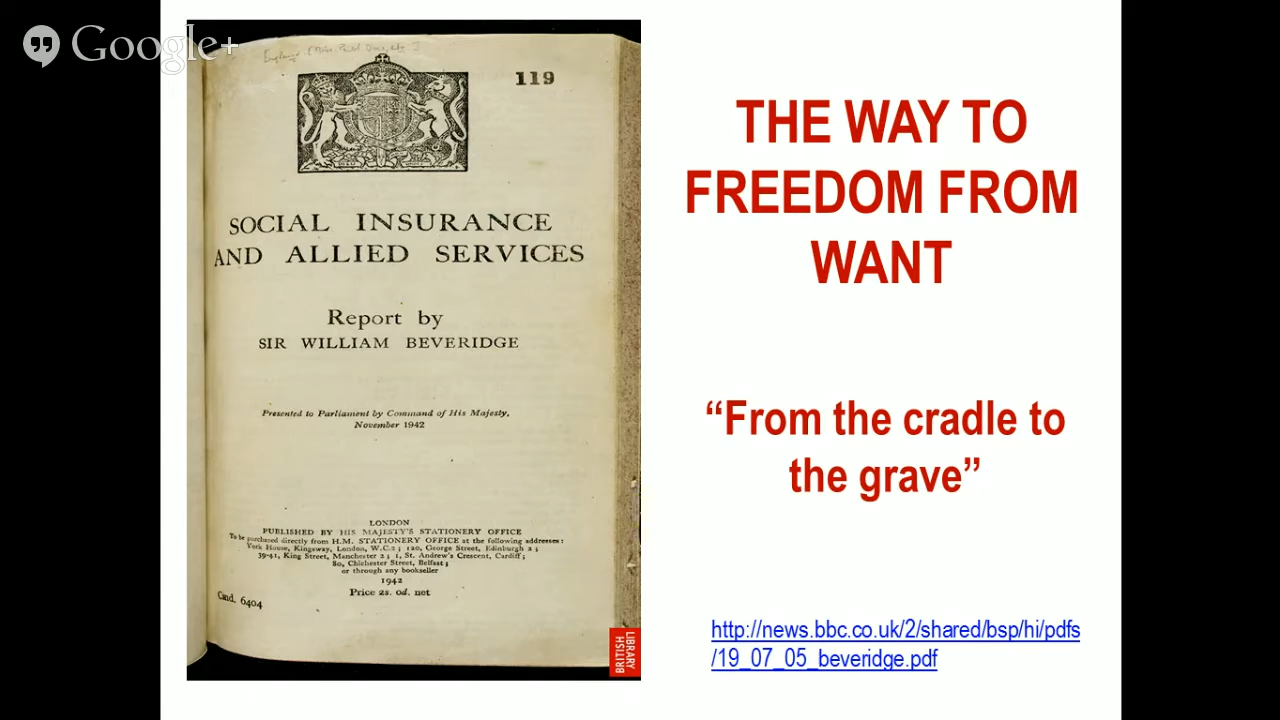 Google+
119
SOCIAL INSURANCE
AND ALLIED SERVICES
Report by
SIR WILLIAM BEVERIDGE
Presented to Parliament by Command of His Majesty,
November 1942
LONDON
PUBLISHED BY HIS MAJESTY'S STATIONERY OFFICE
To be purchased directly from H.M. STATIONERY OFFICE at the following addresses:
York House, Kingsway, London, W.C.2; 120, George Street, Edinburgh 2;
39-41, King Street, Manchester 2; 1, St. Andrew's Crescent, Cardiff;
80, Chichester Street, Belfast;
or through any bookseller
1942
Price 2s. 0d. net
Cmd. 6404
BRITISH
LIBRARY
THE WAY TO
FREEDOM FROM
WANT
“From the cradle to
the grave”
http://news.bbc.co.uk/2/shared/bsp/hi/pdfs
/19_07_05_beveridge.pdf